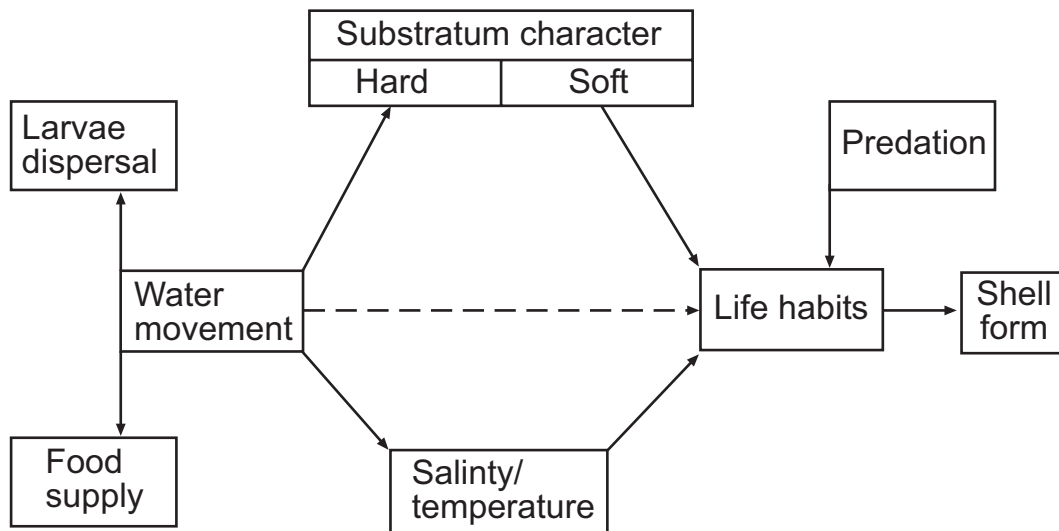 Substratum character
Hard
Soft
Larvae
dispersal
Predation
Water
movement
Life habits
Shell
form
Food
supply
Salinty/
temperature